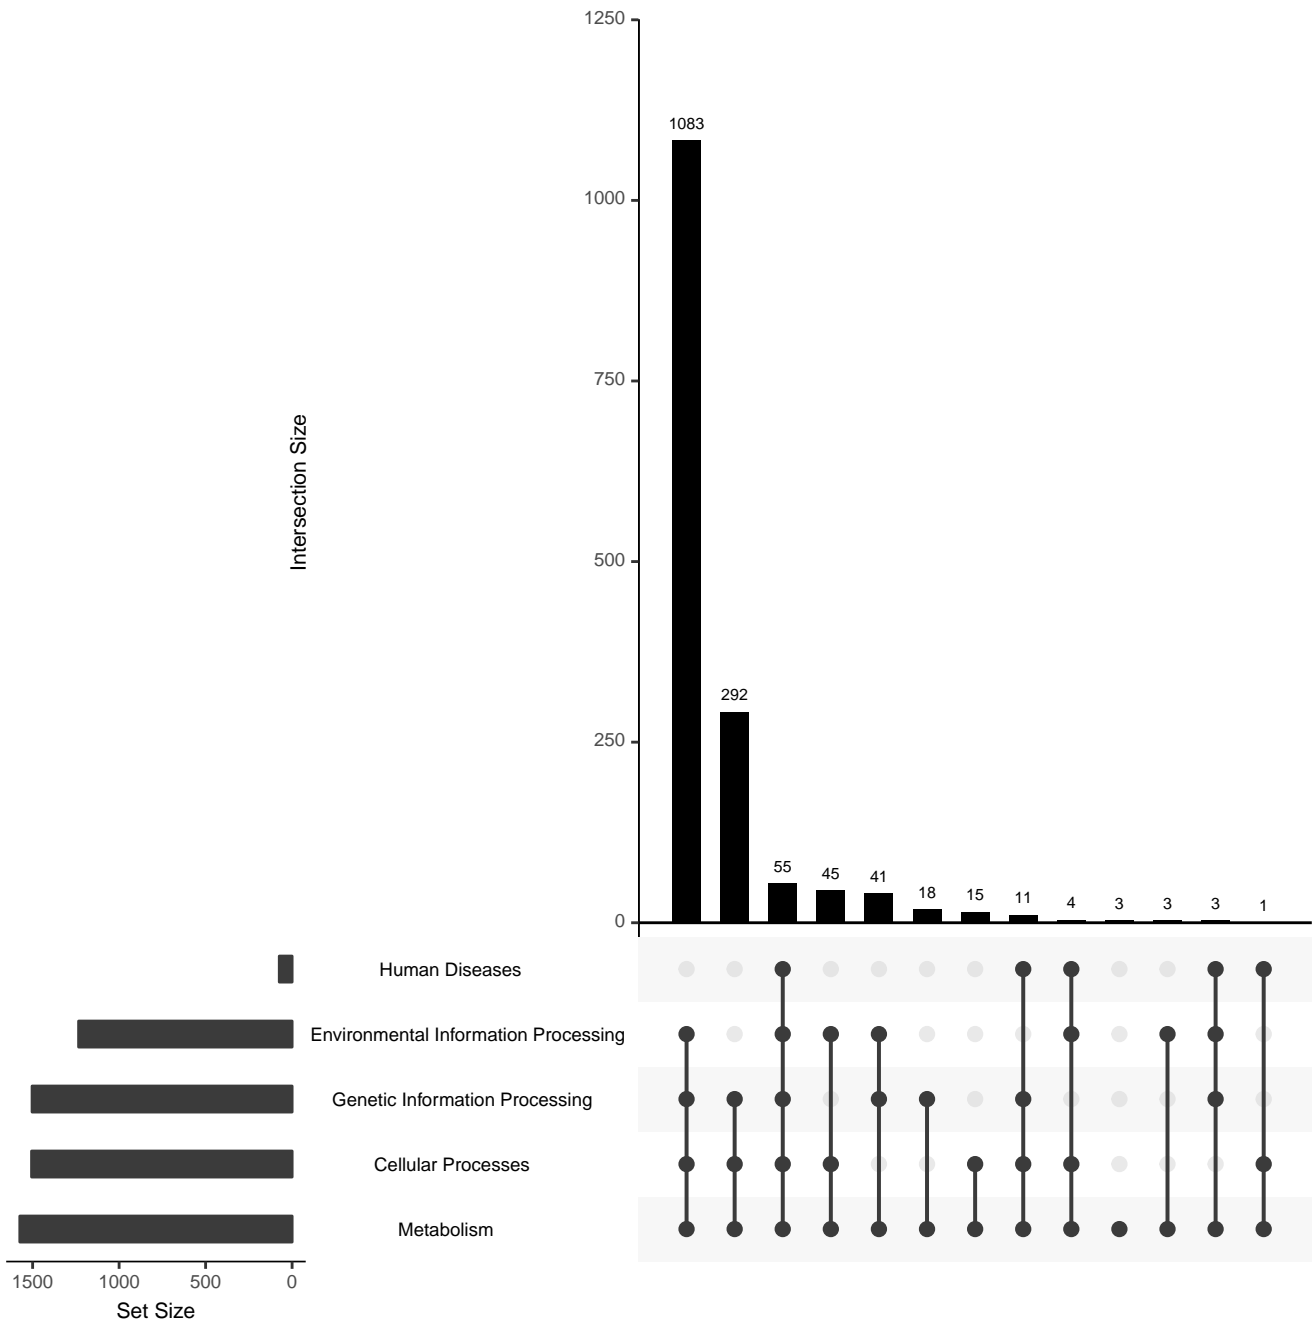 1250
1083
1000
750
Intersection Size
500
292
250
55
45
41
18
15
11
4
3
3
3
1
0
Human Diseases
Environmental Information Processing
Genetic Information Processing
Cellular Processes
Metabolism
1500 1000 500 0
Set Size